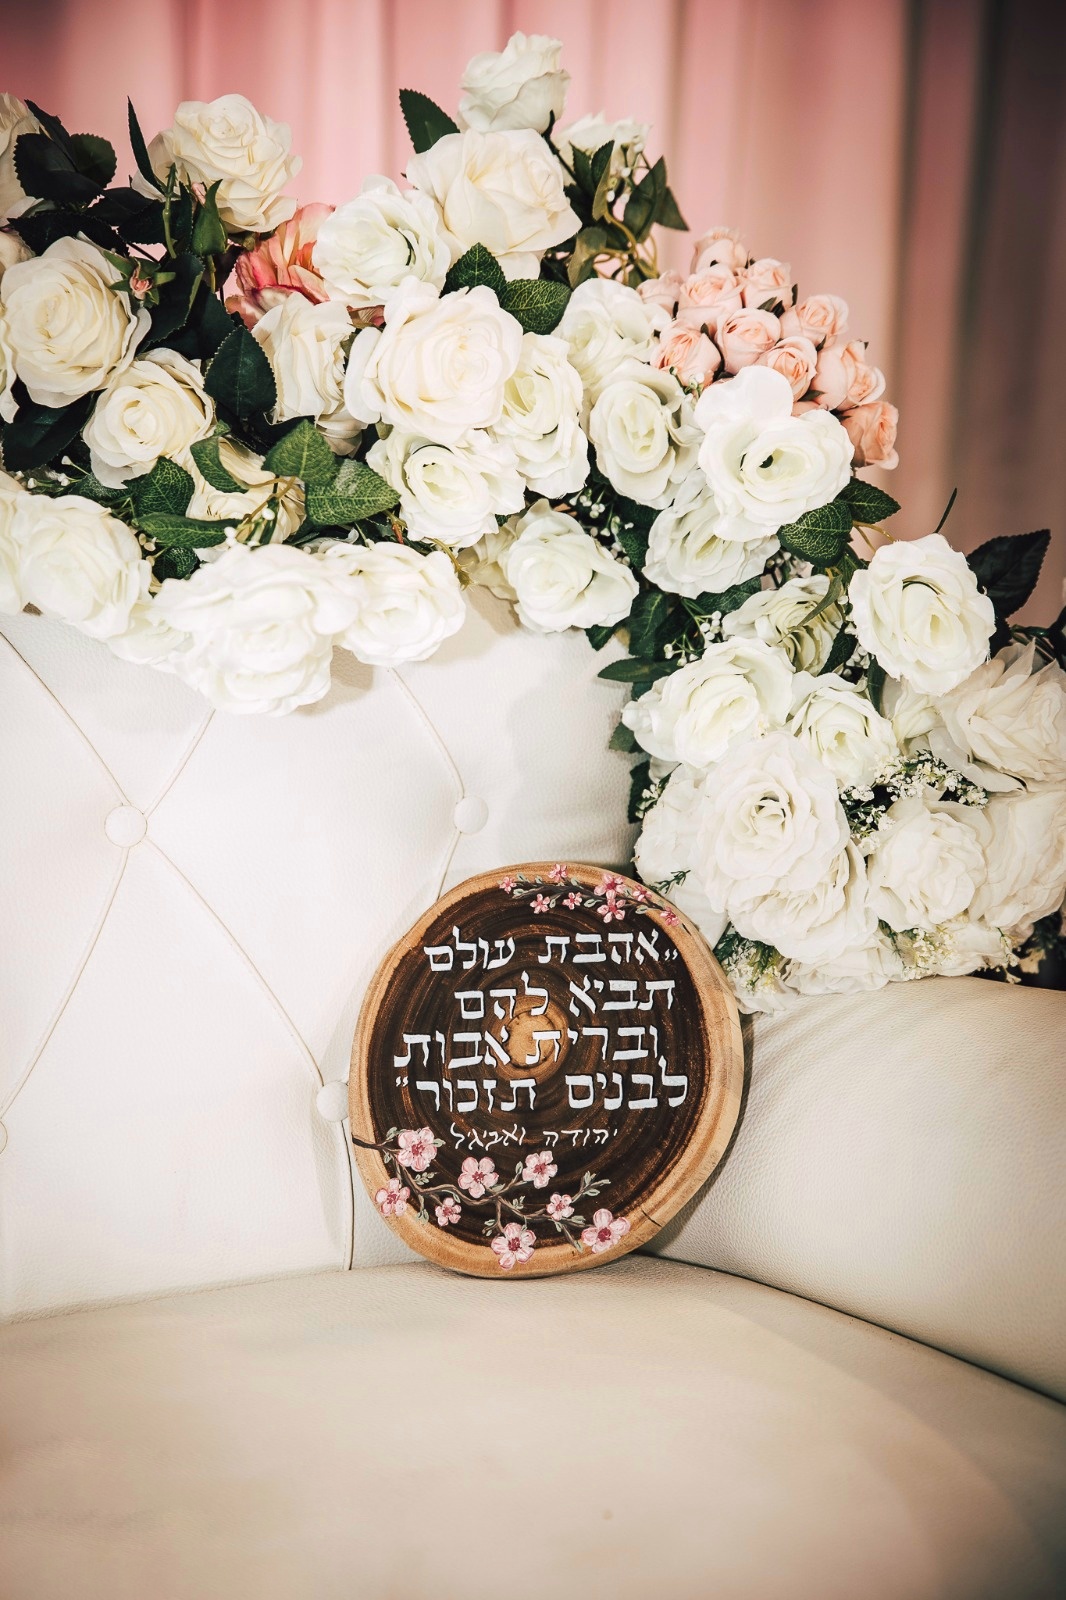 „אהבת עולם
תביא להם
וברית אבות
לבנים תזכור"
יהודה ואביגל